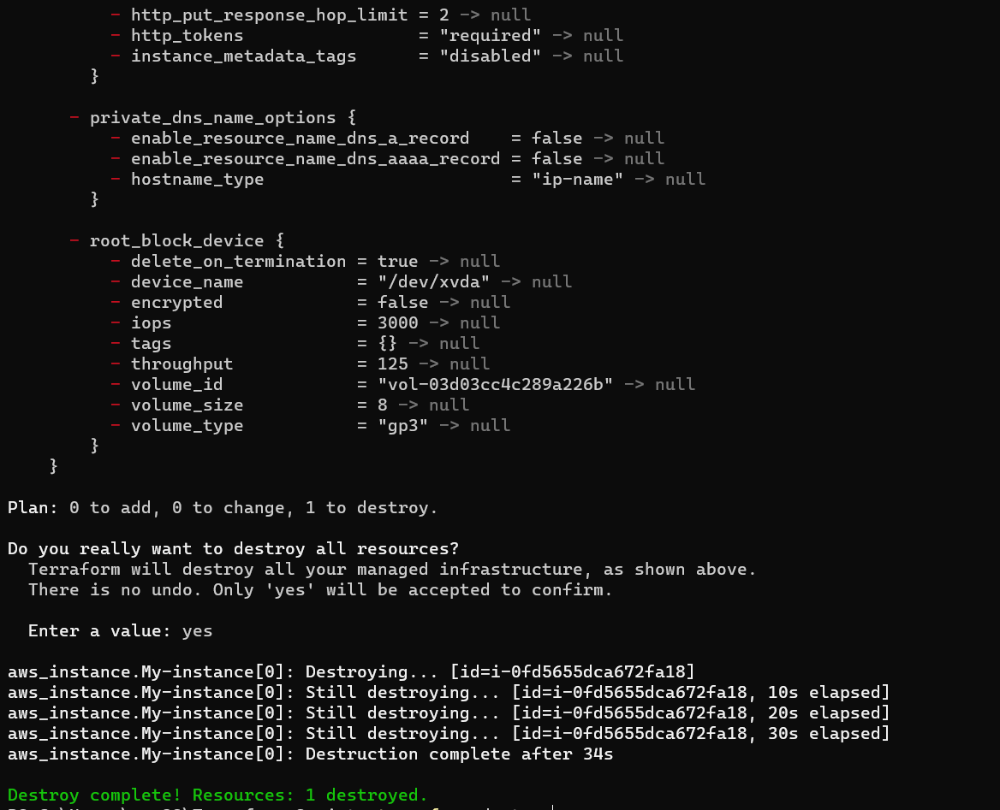 - http_put_response_hop_limit = 2 -> null
- http_tokens = "required" -> null
- instance_metadata_tags = "disabled" -> null
}
- private_dns_name_options {
- enable_resource_name_dns_a_record = false -> null
- enable_resource_name_dns_aaaa_record = false -> null
- hostname_type = "ip-name" -> null
}
- root_block_device {
- delete_on_termination = true -> null
- device_name = "/dev/xvda" -> null
- encrypted = false -> null
- iops = 3000 -> null
- tags = {} -> null
- throughput = 125 -> null
- volume_id = "vol-03d03cc4c289a226b" -> null
- volume_size = 8 -> null
- volume_type = "gp3" -> null
}
}
Plan: 0 to add, 0 to change, 1 to destroy.
Do you really want to destroy all resources?
Terraform will destroy all your managed infrastructure, as shown above.
There is no undo. Only 'yes' will be accepted to confirm.
Enter a value: yes
aws_instance.My-instance[0]: Destroying... [id=i-0fd5655dca672fa18]
aws_instance.My-instance[0]: Still destroying... [id=i-0fd5655dca672fa18, 10s elapsed]
aws_instance.My-instance[0]: Still destroying... [id=i-0fd5655dca672fa18, 20s elapsed]
aws_instance.My-instance[0]: Still destroying... [id=i-0fd5655dca672fa18, 30s elapsed]
aws_instance.My-instance[0]: Destruction complete after 34s
Destroy complete! Resources: 1 destroyed.